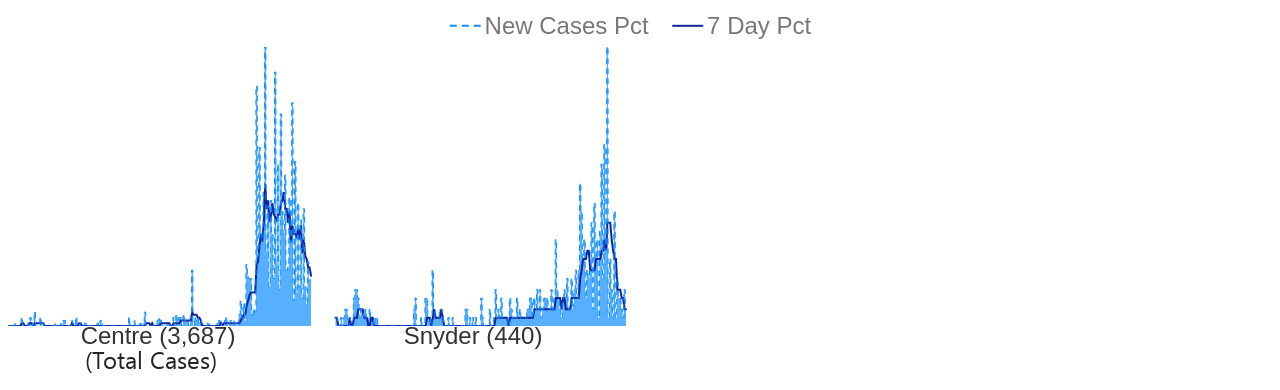 New Cases Pct 7 Day Pct
Centre (3,687) Snyder (440)
(Total Cases)